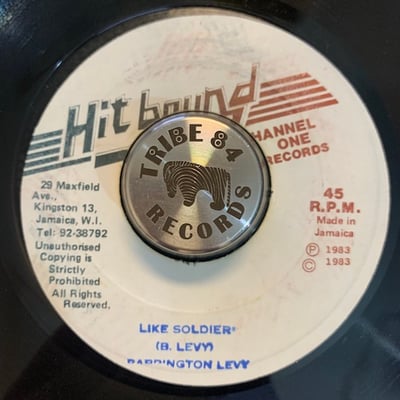 Hit bound
CHANNEL
ONE
RECORDS
TRIBE 84
RECORDS
29 Maxfield
Ave.,
Kingston 13,
Jamaica, W.I.
Tel: 92-38792
Unauthorised
Copying is
Strictly
Prohibited
All Rights
Reserved.
45
R.P.M.
Made in
Jamaica
Ⓟ 1983
© 1983
LIKE SOLDIER
(B. LEVY)
BARRINGTON LEVY